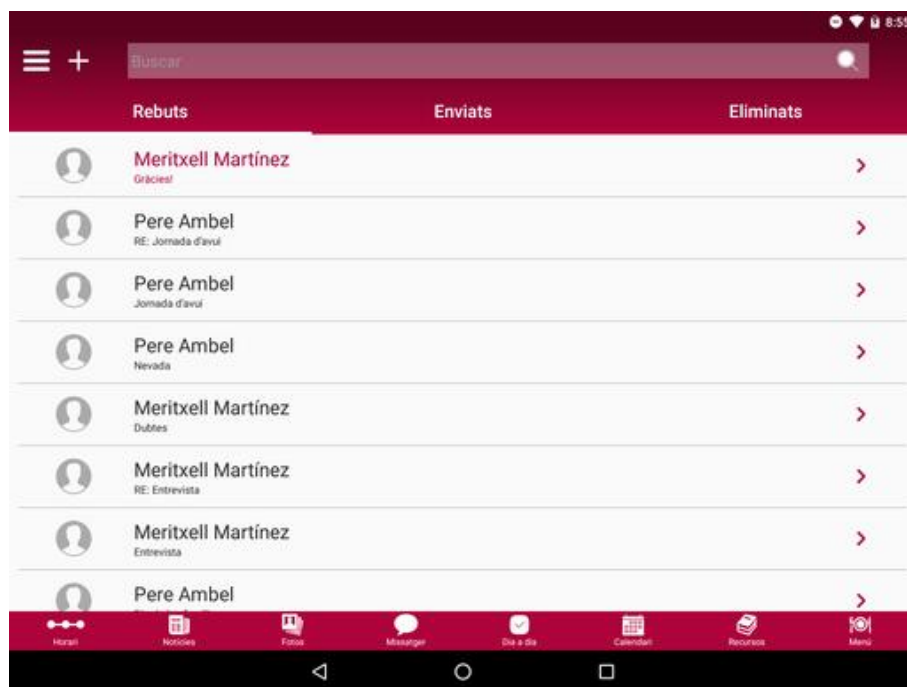 8:55
Buscar
Rebuts Enviats Eliminats
Meritxell Martínez
Gràcies!
Pere Ambel
RE: Jornada d'avui
Pere Ambel
Jornada d'avui
Pere Ambel
Nevada
Meritxell Martínez
Dubtes
Meritxell Martínez
RE: Entrevista
Meritxell Martínez
Entrevista
Pere Ambel
Horari Notícies Fotos Missatger Dia a dia Calendari Recursos Menú